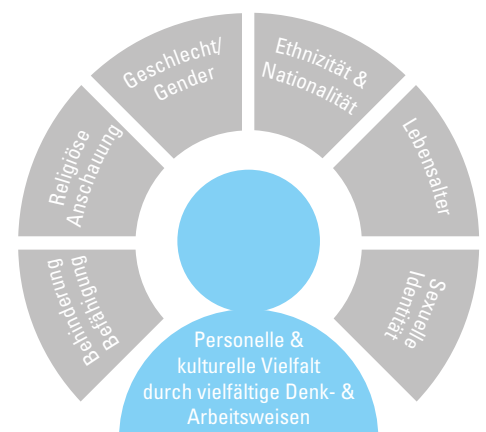 Geschlecht/
Gender
Ethnizität &
Nationalität
Religiöse
Anschauung
Lebensalter
Behinderung
Befähigung
Sexuelle
Identität
Personelle &
kulturelle Vielfalt
durch vielfältige Denk- &
Arbeitsweisen